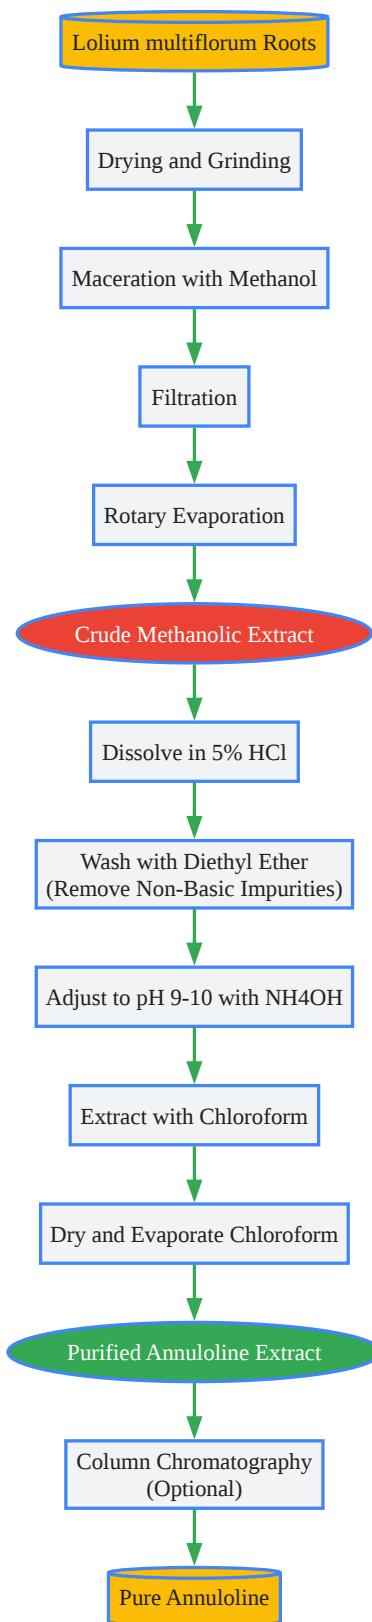 Lolium multiflorum Roots
Drying and Grinding
Maceration with Methanol
Filtration
Rotary Evaporation
Crude Methanolic Extract
Dissolve in 5% HCl
Wash with Diethyl Ether
(Remove Non-Basic Impurities)
Adjust to pH 9-10 with NH4OH
Extract with Chloroform
Dry and Evaporate Chloroform
Purified Annuloline Extract
Column Chromatography
(Optional)
Pure Annuloline